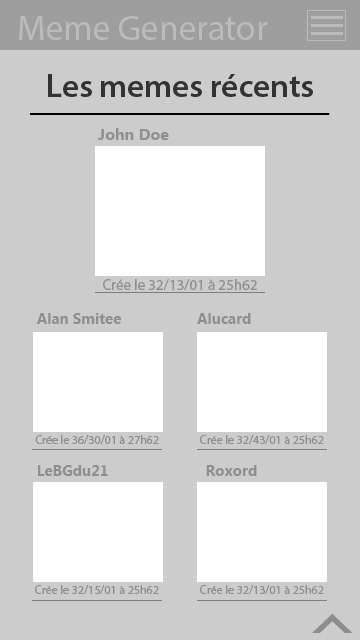 Meme Generator
Les memes récents
John Doe
Crée le 32/13/01 à 25h62
Alan Smitee
Alucard
Crée le 36/30/01 à 27h62
Crée le 32/43/01 à 25h62
LeBGdu21
Roxord
Crée le 32/15/01 à 25h62
Crée le 32/13/01 à 25h62